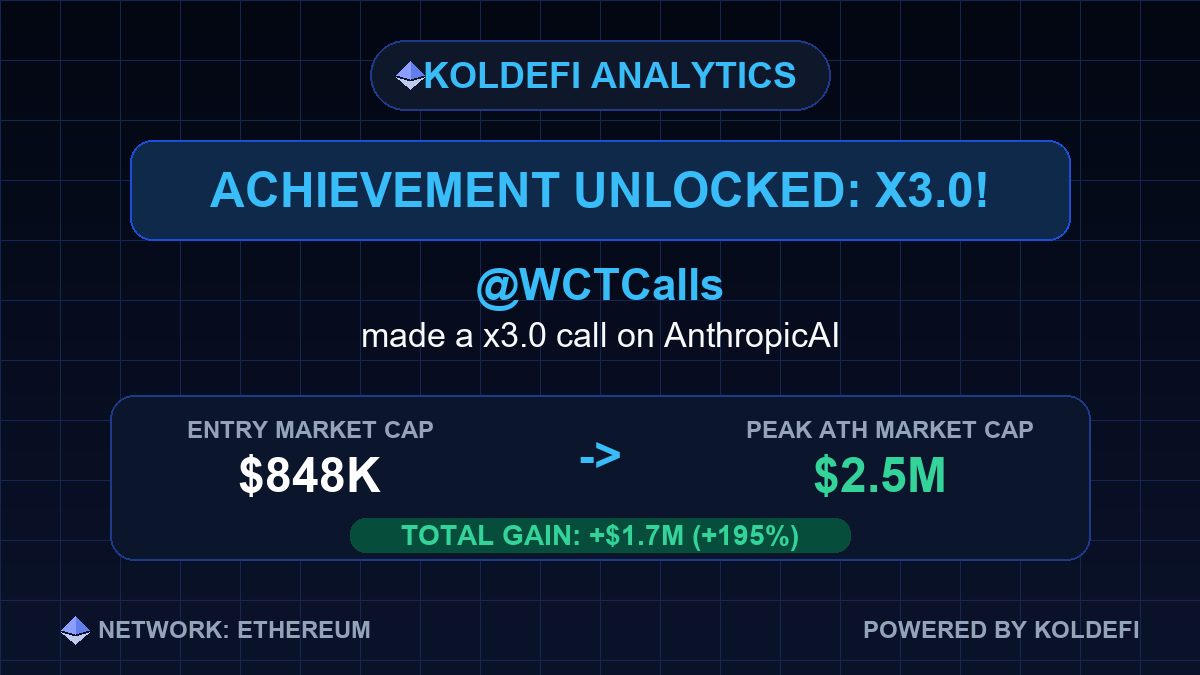 KOLDEFI ANALYTICS
ACHIEVEMENT UNLOCKED: X3.0!
@WCTCalls
made a x3.0 call on AnthropicAI
ENTRY MARKET CAP
$848K
->
PEAK ATH MARKET CAP
$2.5M
TOTAL GAIN: +$1.7M (+195%)
NETWORK: ETHEREUM
POWERED BY KOLDEFI